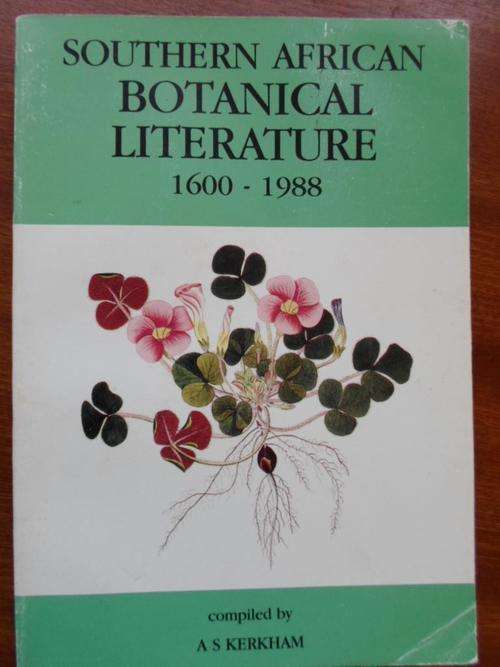 SOUTHERN AFRICAN
BOTANICAL
LITERATURE
1600 - 1988
compiled by
A S KERKHAM